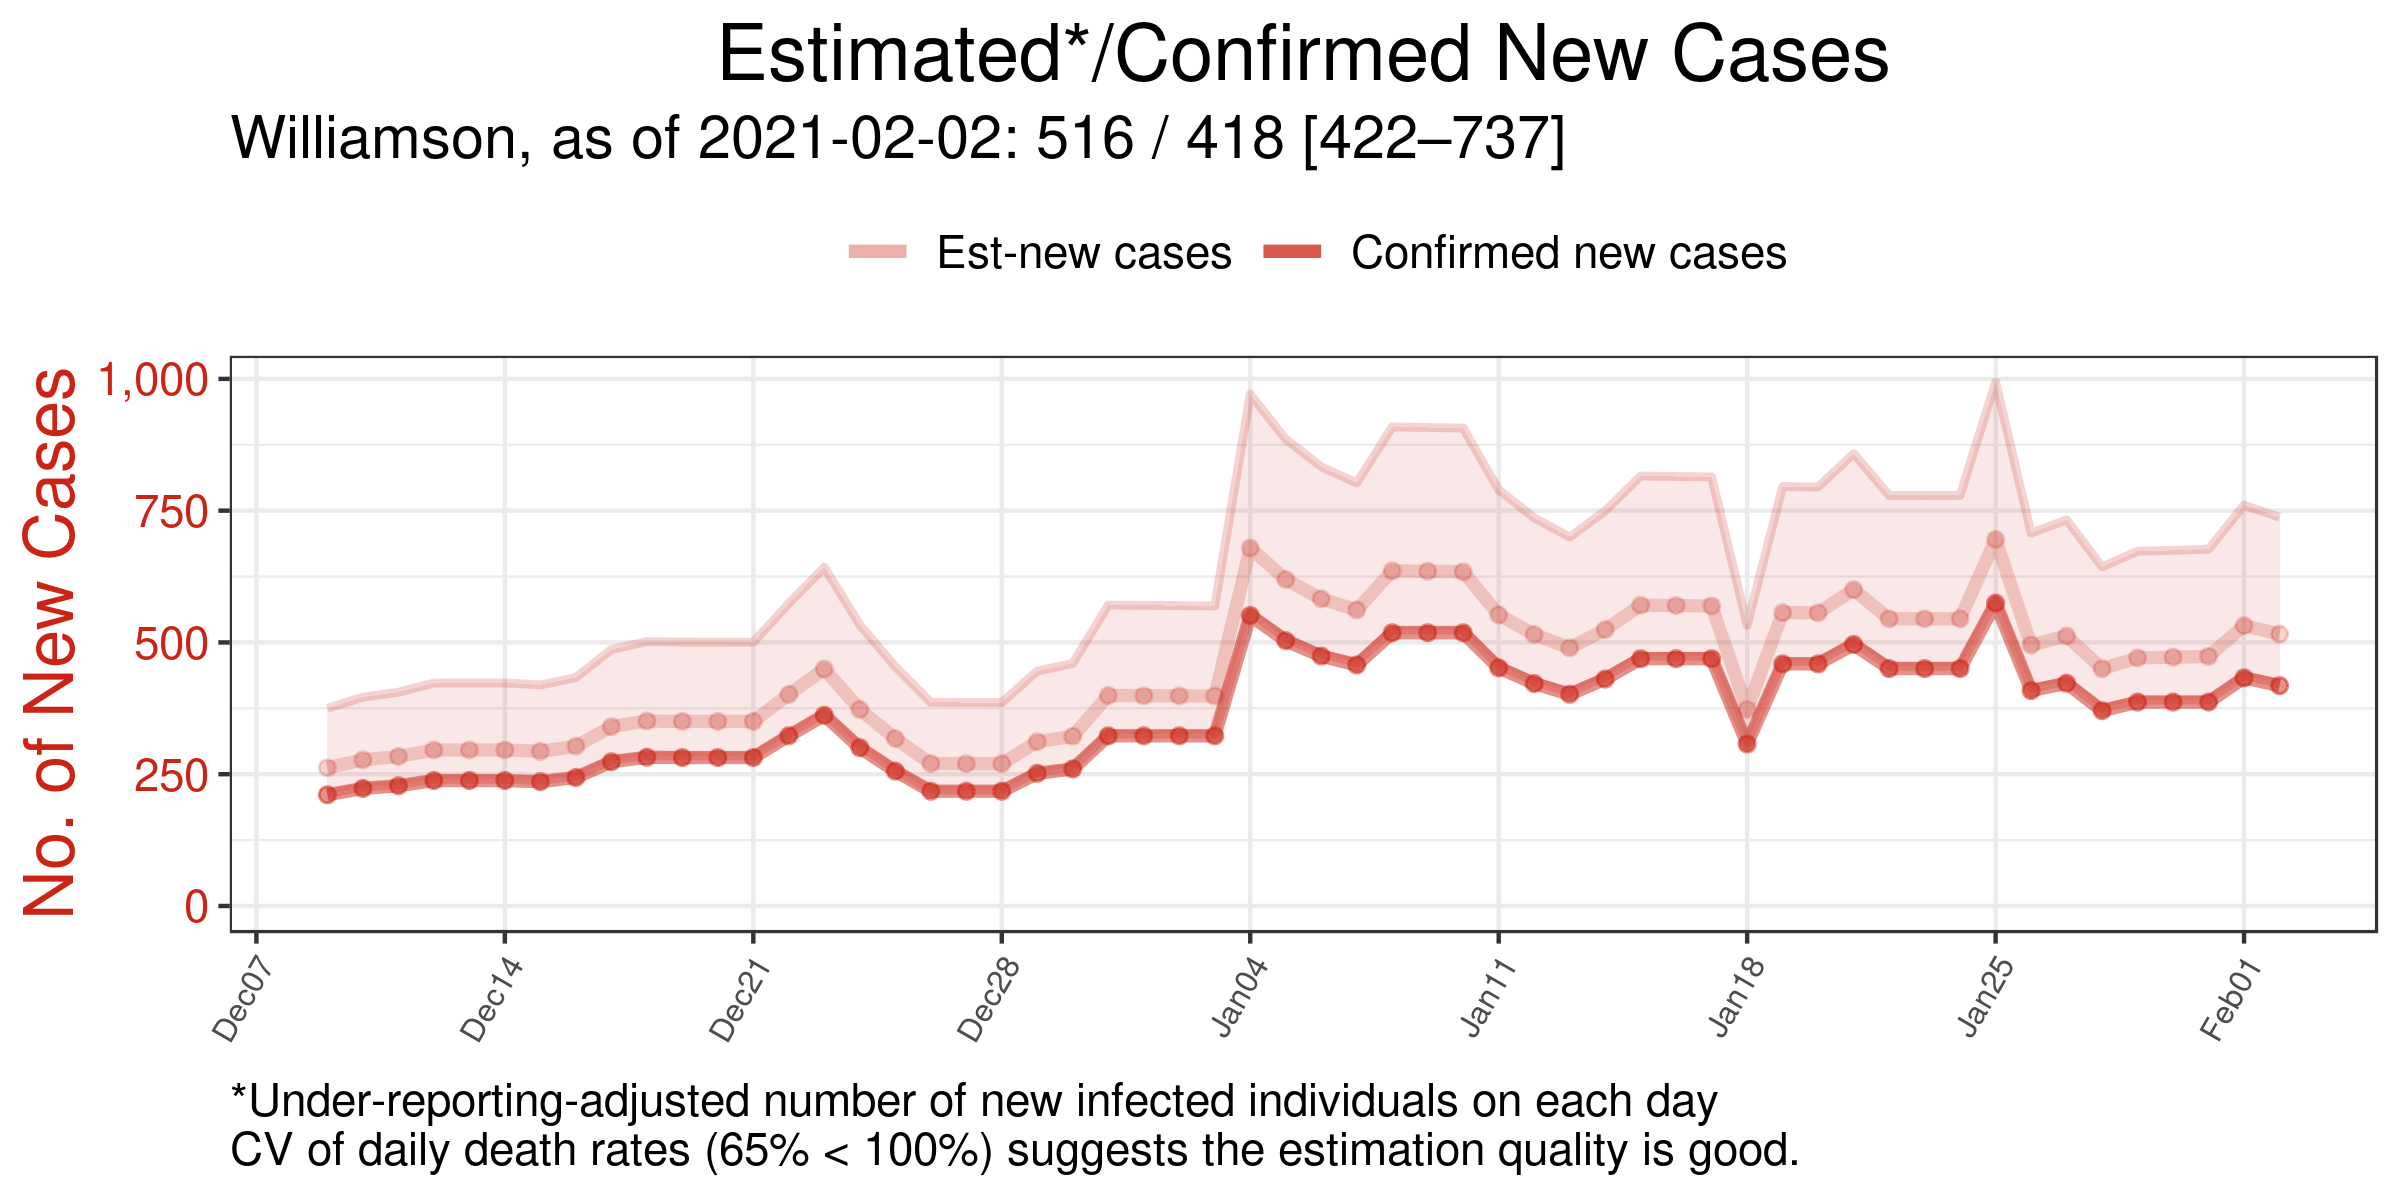 Estimated*/Confirmed New Cases
Williamson, as of 2021-02-02: 516 / 418 [422–737]
Est-new cases
Confirmed new cases
No. of New Cases
1,000
750
500
250
0
Dec07
Dec14
Dec21
Dec28
Jan04
Jan11
Jan18
Jan25
Feb01
*Under-reporting-adjusted number of new infected individuals on each day
CV of daily death rates (65% < 100%) suggests the estimation quality is good.